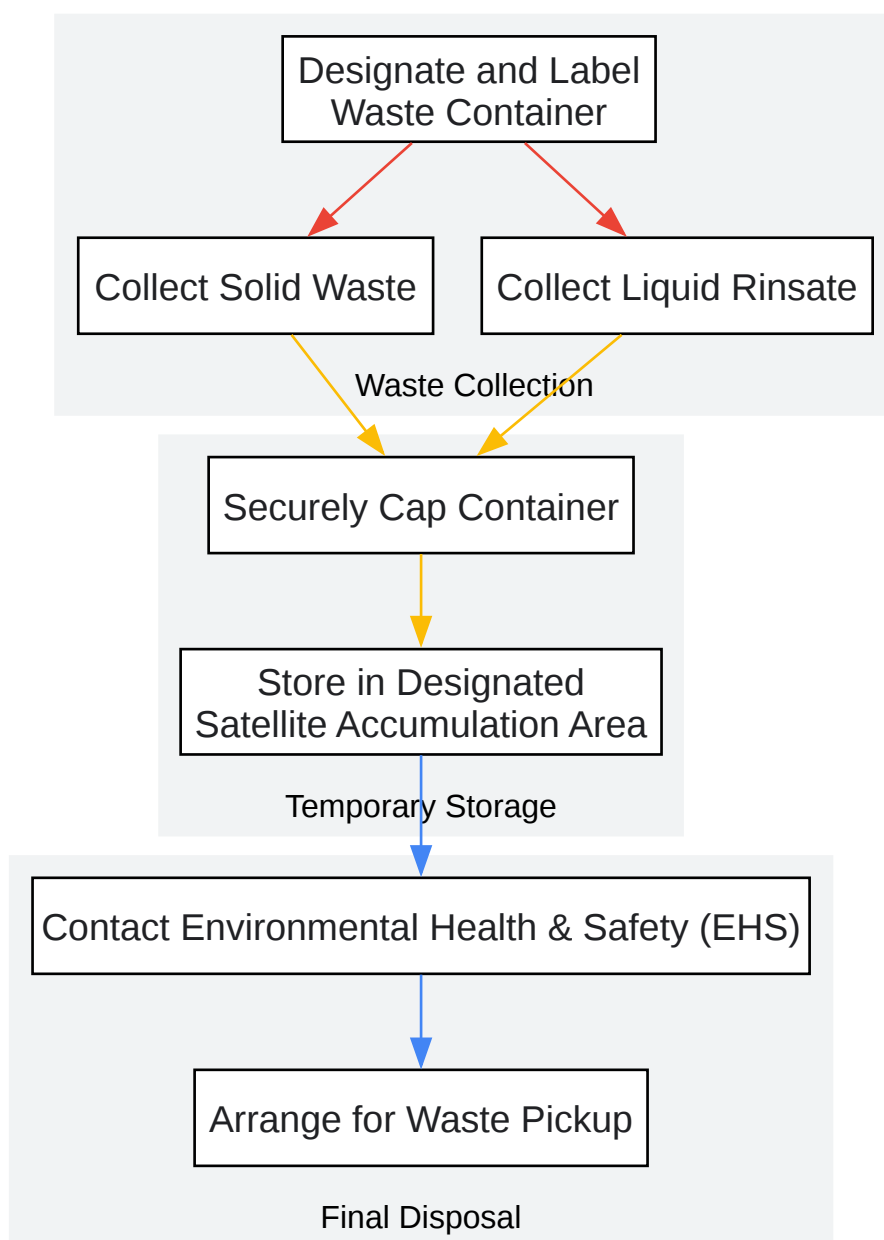 Designate and Label
Waste Container
Collect Solid Waste
Collect Liquid Rinsate
Waste Collection
Securely Cap Container
Store in Designated
Satellite Accumulation Area
Temporary Storage
Contact Environmental Health & Safety (EHS)
Arrange for Waste Pickup
Final Disposal